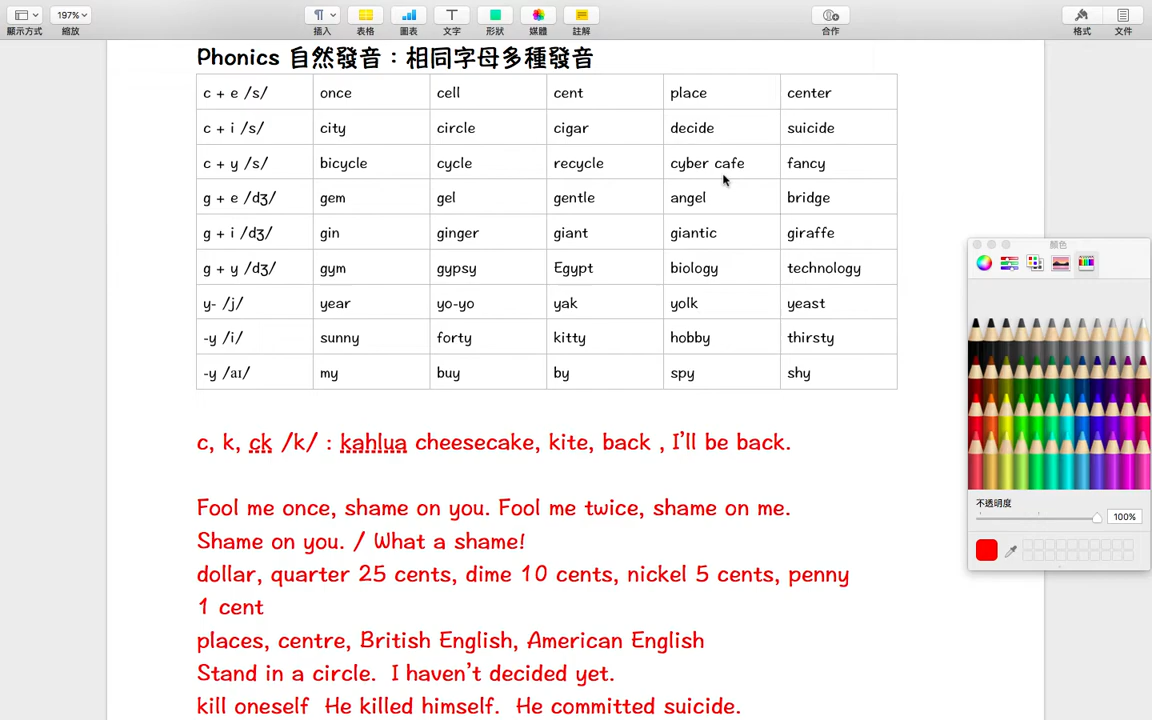 197%
顯示方式 縮放 插入 表格 圖表 文字 形狀 媒體 註解 合作 格式 文件
Phonics 自然發音：相同字母多種發音
c + e /s/ once cell cent place center
c + i /s/ city circle cigar decide suicide
c + y /s/ bicycle cycle recycle cyber cafe fancy
g + e /dʒ/ gem gel gentle angel bridge
g + i /dʒ/ gin ginger giant giantic giraffe
g + y /dʒ/ gym gypsy Egypt biology technology
y- /j/ year yo-yo yak yolk yeast
-y /i/ sunny forty kitty hobby thirsty
-y /aɪ/ my buy by spy shy
c, k, ck /k/ : kahlua cheesecake, kite, back , I'll be back.
Fool me once, shame on you. Fool me twice, shame on me.
Shame on you. / What a shame!
dollar, quarter 25 cents, dime 10 cents, nickel 5 cents, penny
1 cent
places, centre, British English, American English
Stand in a circle. I haven't decided yet.
kill oneself He killed himself. He committed suicide.
顏色
不透明度
100%